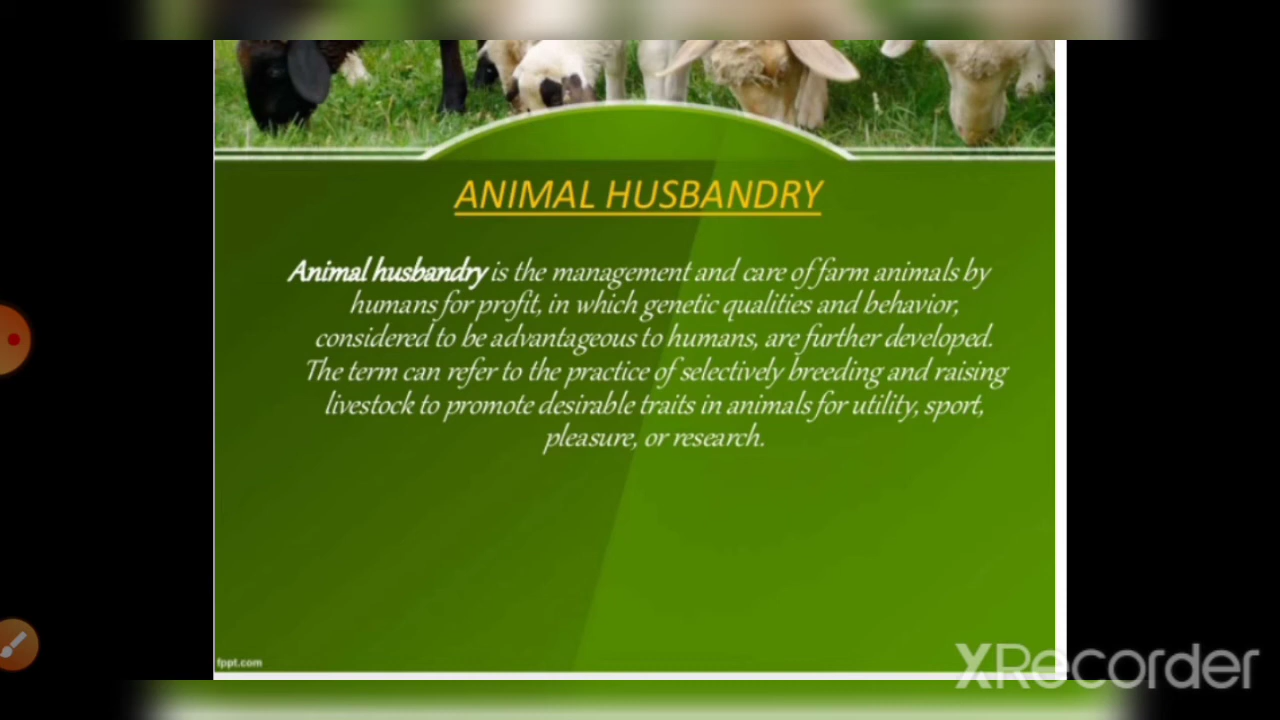 ANIMAL HUSBANDRY
Animal husbandry is the management and care of farm animals by
humans for profit, in which genetic qualities and behavior,
considered to be advantageous to humans, are further developed.
The term can refer to the practice of selectively breeding and raising
livestock to promote desirable traits in animals for utility, sport,
pleasure, or research.
fppt.com
XRecorder